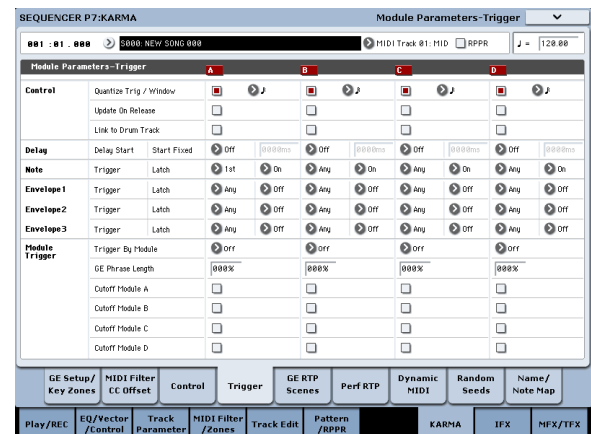 SEQUENCER P7:KARMA Module Parameters-Trigger
001 :01 . 000 S000: NEW SONG 000 MIDI Track 01: MID RPPR ♩ = 120.00
Module Parameters-Trigger A B C D
Control Quantize Trig / Window ♪ ♪ ♪ ♪
Update On Release
Link to Drum Track
Delay Delay Start Start Fixed Off 0000ms Off 0000ms Off 0000ms Off 0000ms
Note Trigger Latch 1st On Any On Any On Any On
Envelope1 Trigger Latch Any Off Any Off Any Off Any Off
Envelope2 Trigger Latch Any Off Any Off Any Off Any Off
Envelope3 Trigger Latch Any Off Any Off Any Off Any Off
Module Trigger Trigger By Module Off Off Off Off
GE Phrase Length 000% 000% 000% 000%
Cutoff Module A
Cutoff Module B
Cutoff Module C
Cutoff Module D
GE Setup/ Key Zones MIDI Filter CC Offset Control Trigger GE RTP Scenes Perf RTP Dynamic MIDI Random Seeds Name/ Note Map
Play/REC EQ/Vector /Control Track Parameter MIDI Filter /Zones Track Edit Pattern /RPPR KARMA IFX MFX/TFX